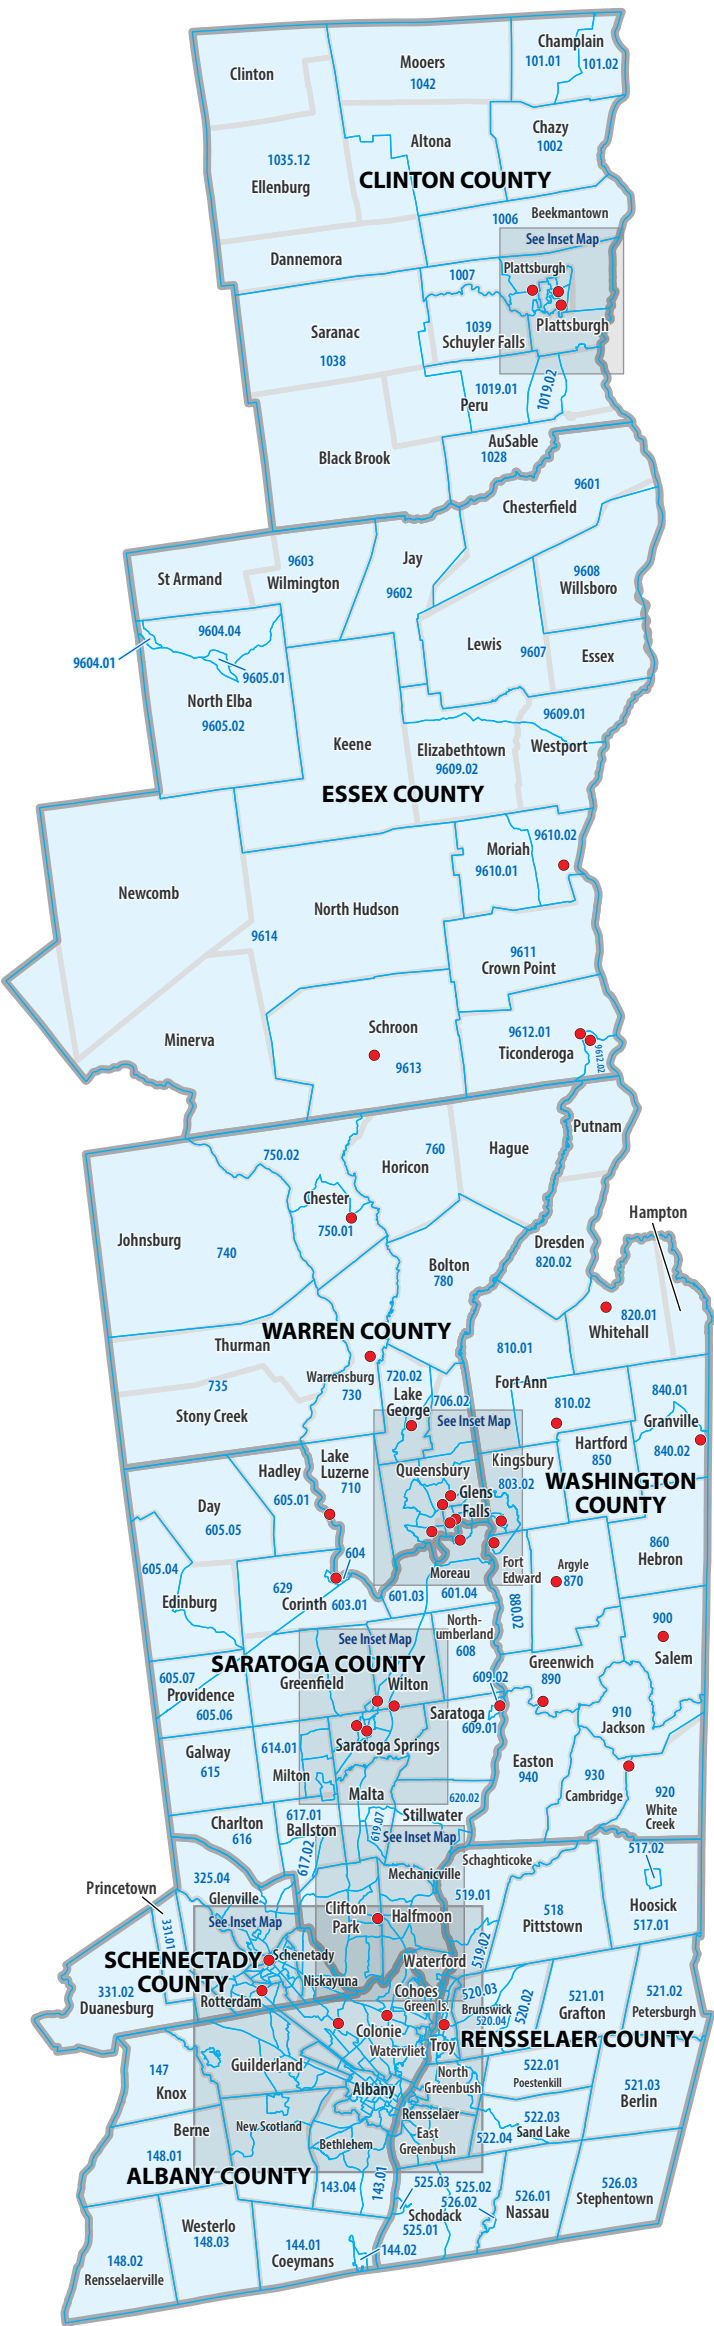 Champlain
101.01
101.02
Clinton
Mooers
1042
Chazy
1002
Altona
1035.12
Ellenburg
CLINTON COUNTY
1006
Beekmantown
See Inset Map
Dannemora
1007
Plattsburgh
Saranac
1038
1039
Schuyler Falls
Plattsburgh
1019.01
1019.02
Peru
AuSable
1028
Black Brook
9601
Chesterfield
9603
Wilmington
St Armand
Jay
9602
9608
Willsboro
9604.04
9604.01
9605.01
Lewis
9607
Essex
North Elba
9605.02
9609.01
Westport
Keene
Elizabethtown
9609.02
ESSEX COUNTY
9610.02
Moriah
9610.01
Newcomb
North Hudson
9614
9611
Crown Point
Minerva
Schroon
9613
9612.01
Ticonderoga
9612.02
Putnam
750.02
760
Horicon
Hague
Chester
750.01
Hampton
Johnsburg
740
Dresden
820.02
Bolton
780
820.01
Whitehall
WARREN COUNTY
810.01
Thurman
Warrensburg
730
735
Stony Creek
720.02
Lake
George
706.02
Fort Ann
810.02
840.01
Granville
840.02
See Inset Map
Hartford
850
Lake
Luzerne
710
Hadley
605.01
Queensbury
Kingsbury
803.02
WASHINGTON
COUNTY
Glens
Falls
Day
605.05
860
Hebron
604
605.04
Edinburg
629
Corinth
603.01
Moreau
601.03
601.04
Fort
Edward
880.02
Argyle
870
900
Salem
North-
umberland
608
See Inset Map
SARATOGA COUNTY
Greenfield
Wilton
Greenwich
890
609.02
605.07
Providence
605.06
Saratoga
609.01
910
Jackson
Saratoga Springs
Galway
615
614.01
Milton
Easton
940
930
Cambridge
920
White
Creek
Malta
620.02
617.01
Ballston
Charlton
616
617.02
619.07
Stillwater
See Inset Map
517.02
Schaghticoke
Mechanicville
325.04
Glenville
Princetown
331.01
519.01
518
Pittstown
Hoosick
517.01
Clifton
Park
Halfmoon
See Inset Map
SCHENECTADY
COUNTY
Schenetady
519.02
Waterford
Niskayuna
331.02
Duanesburg
Rotterdam
Cohoes
Green Is.
520.03
Brunswick
520.04
520.02
521.01
Grafton
521.02
Petersburgh
Colonie
Troy
RENSSELAER COUNTY
Watervliet
Guilderland
147
Knox
North
Greenbush
522.01
Poestenkill
521.03
Berlin
Albany
Berne
148.01
New Scotland
Rensselaer
522.03
Sand Lake
522.04
East
Greenbush
Bethlehem
ALBANY COUNTY
143.04
143.01
525.03
525.02
526.02
Schodack
525.01
526.01
Nassau
526.03
Stephentown
Westerlo
148.03
144.01
Coeymans
144.02
148.02
Rensselaerville